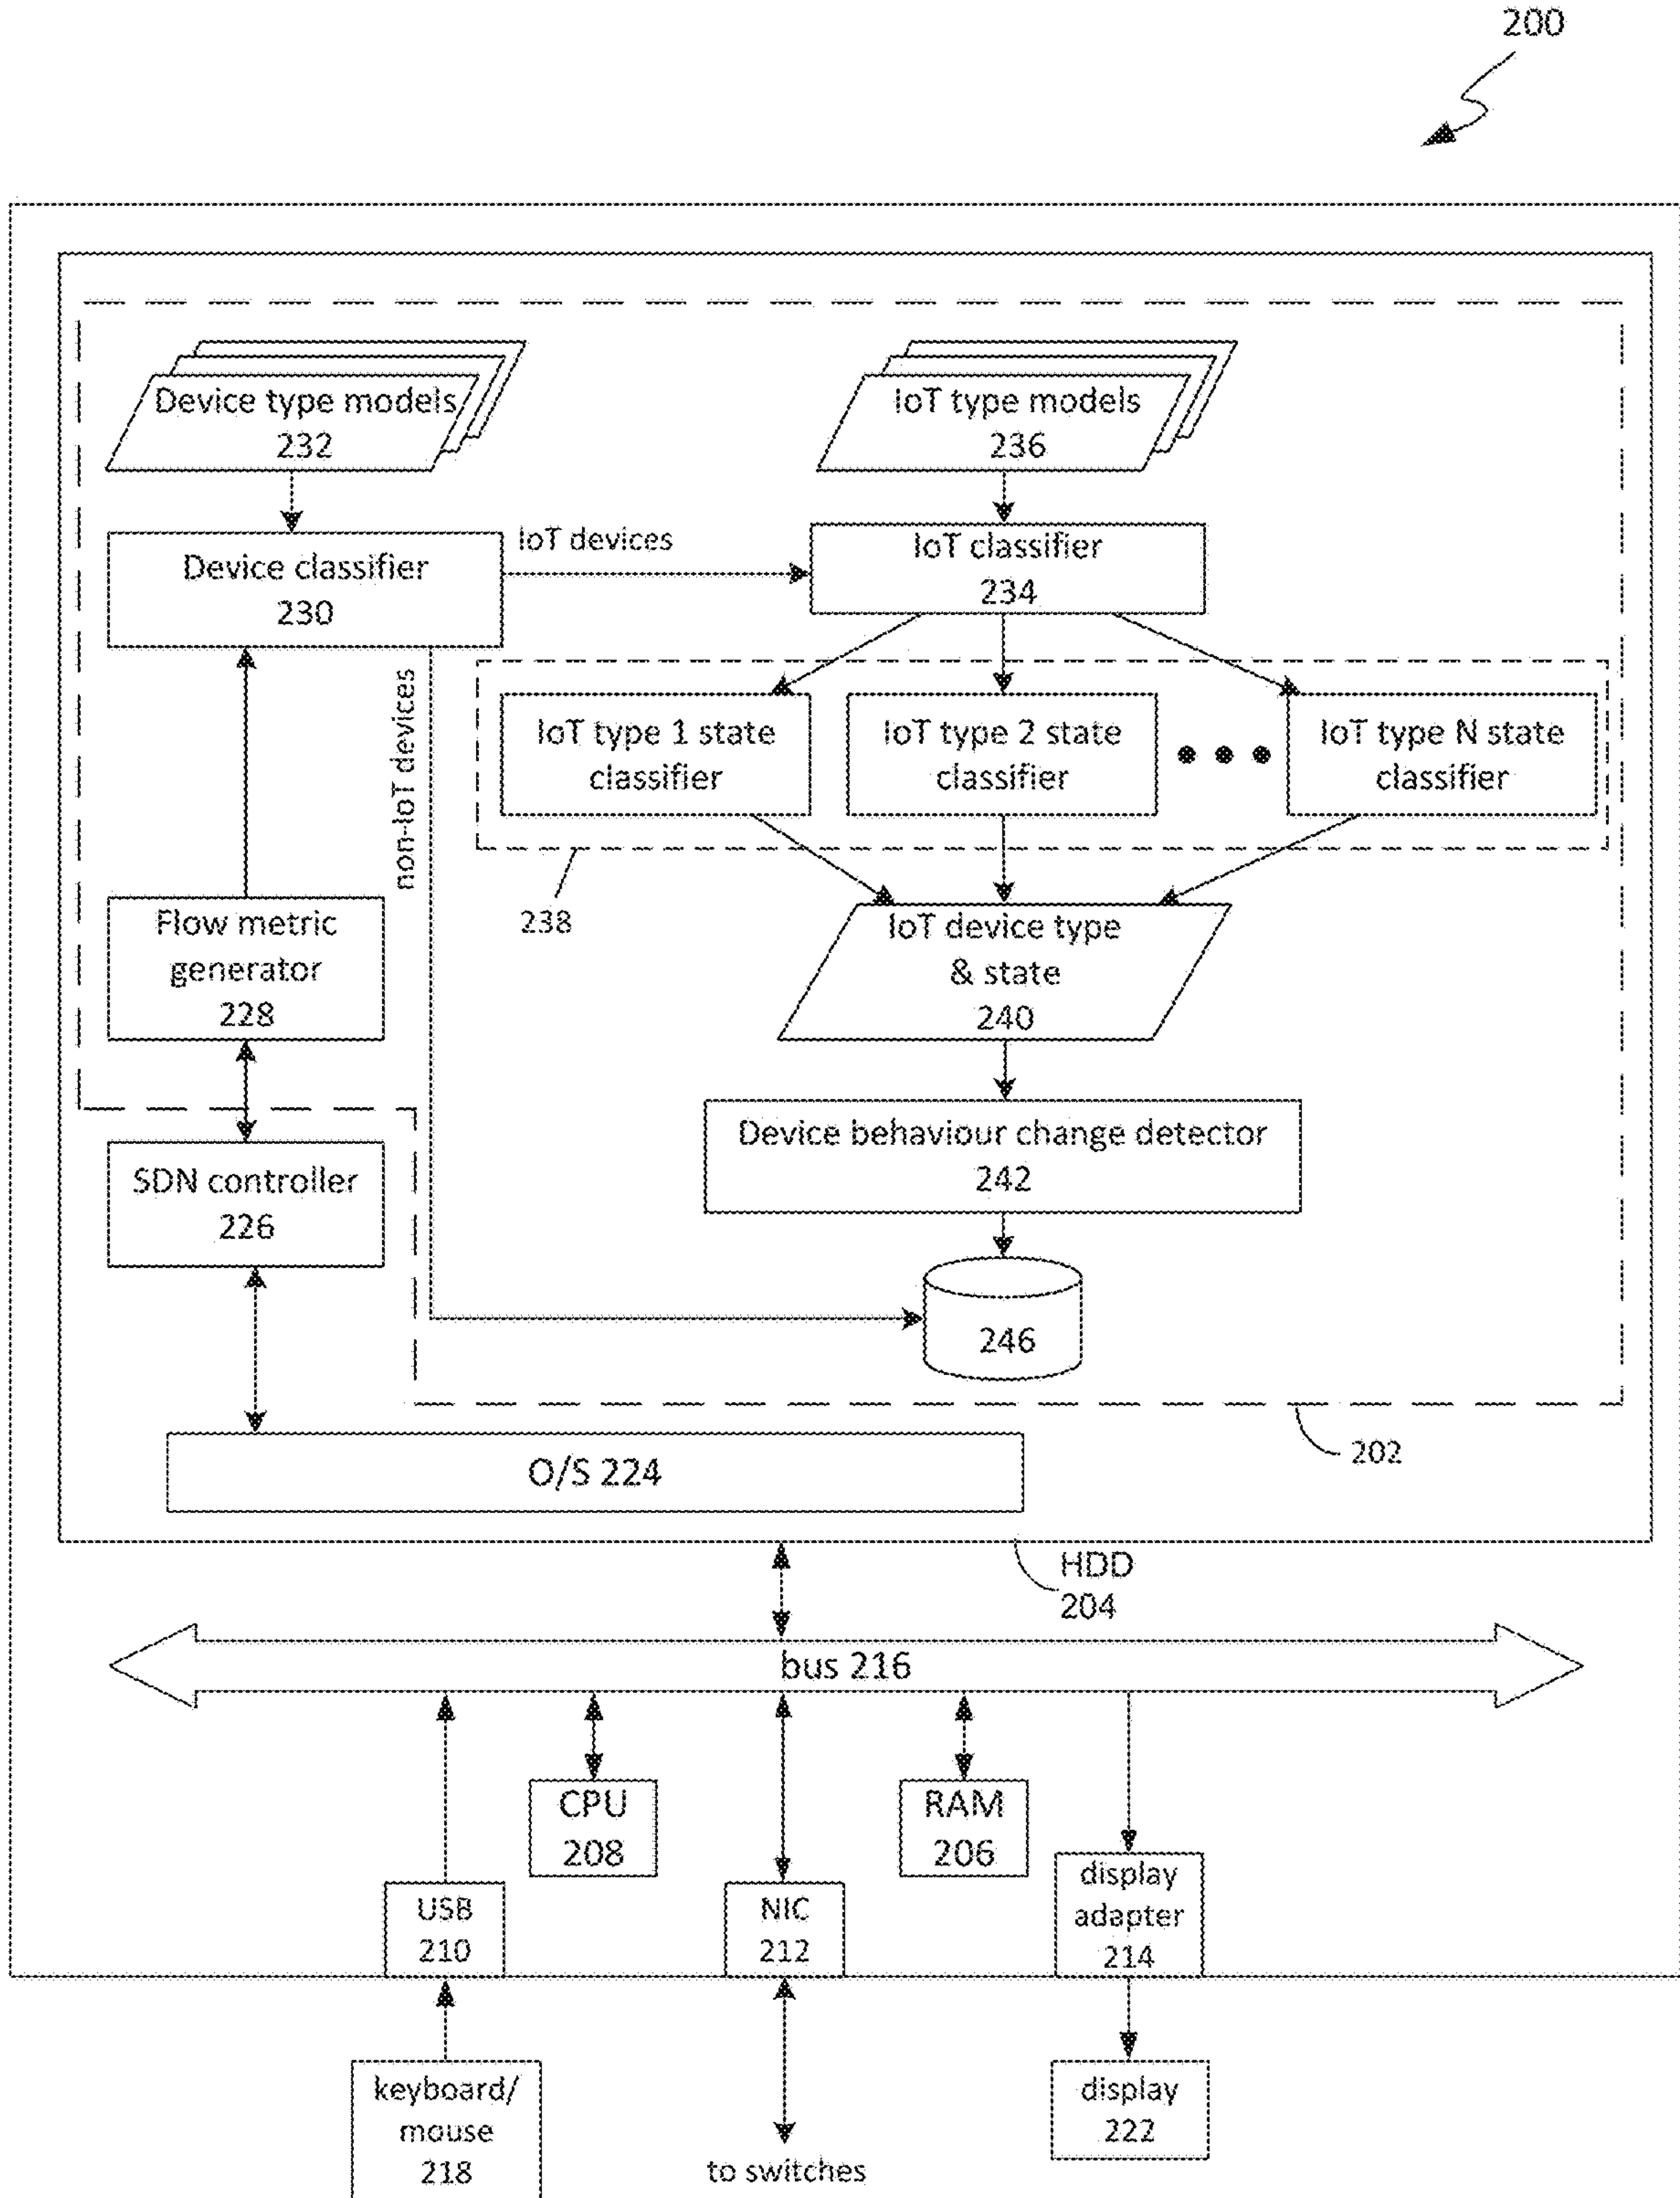 200
Device type models
232
IoT type models
236
IoT devices
Device classifier
230
IoT classifier
234
non-IoT devices
IoT type 1 state
classifier
IoT type 2 state
classifier
IoT type N state
classifier
238
Flow metric
generator
228
IoT device type
& state
240
Device behaviour change detector
242
SDN controller
226
246
202
O/S 224
HDD
204
bus 216
CPU
208
RAM
206
USB
210
NIC
212
display
adapter
214
keyboard/
mouse
218
to switches
display
222